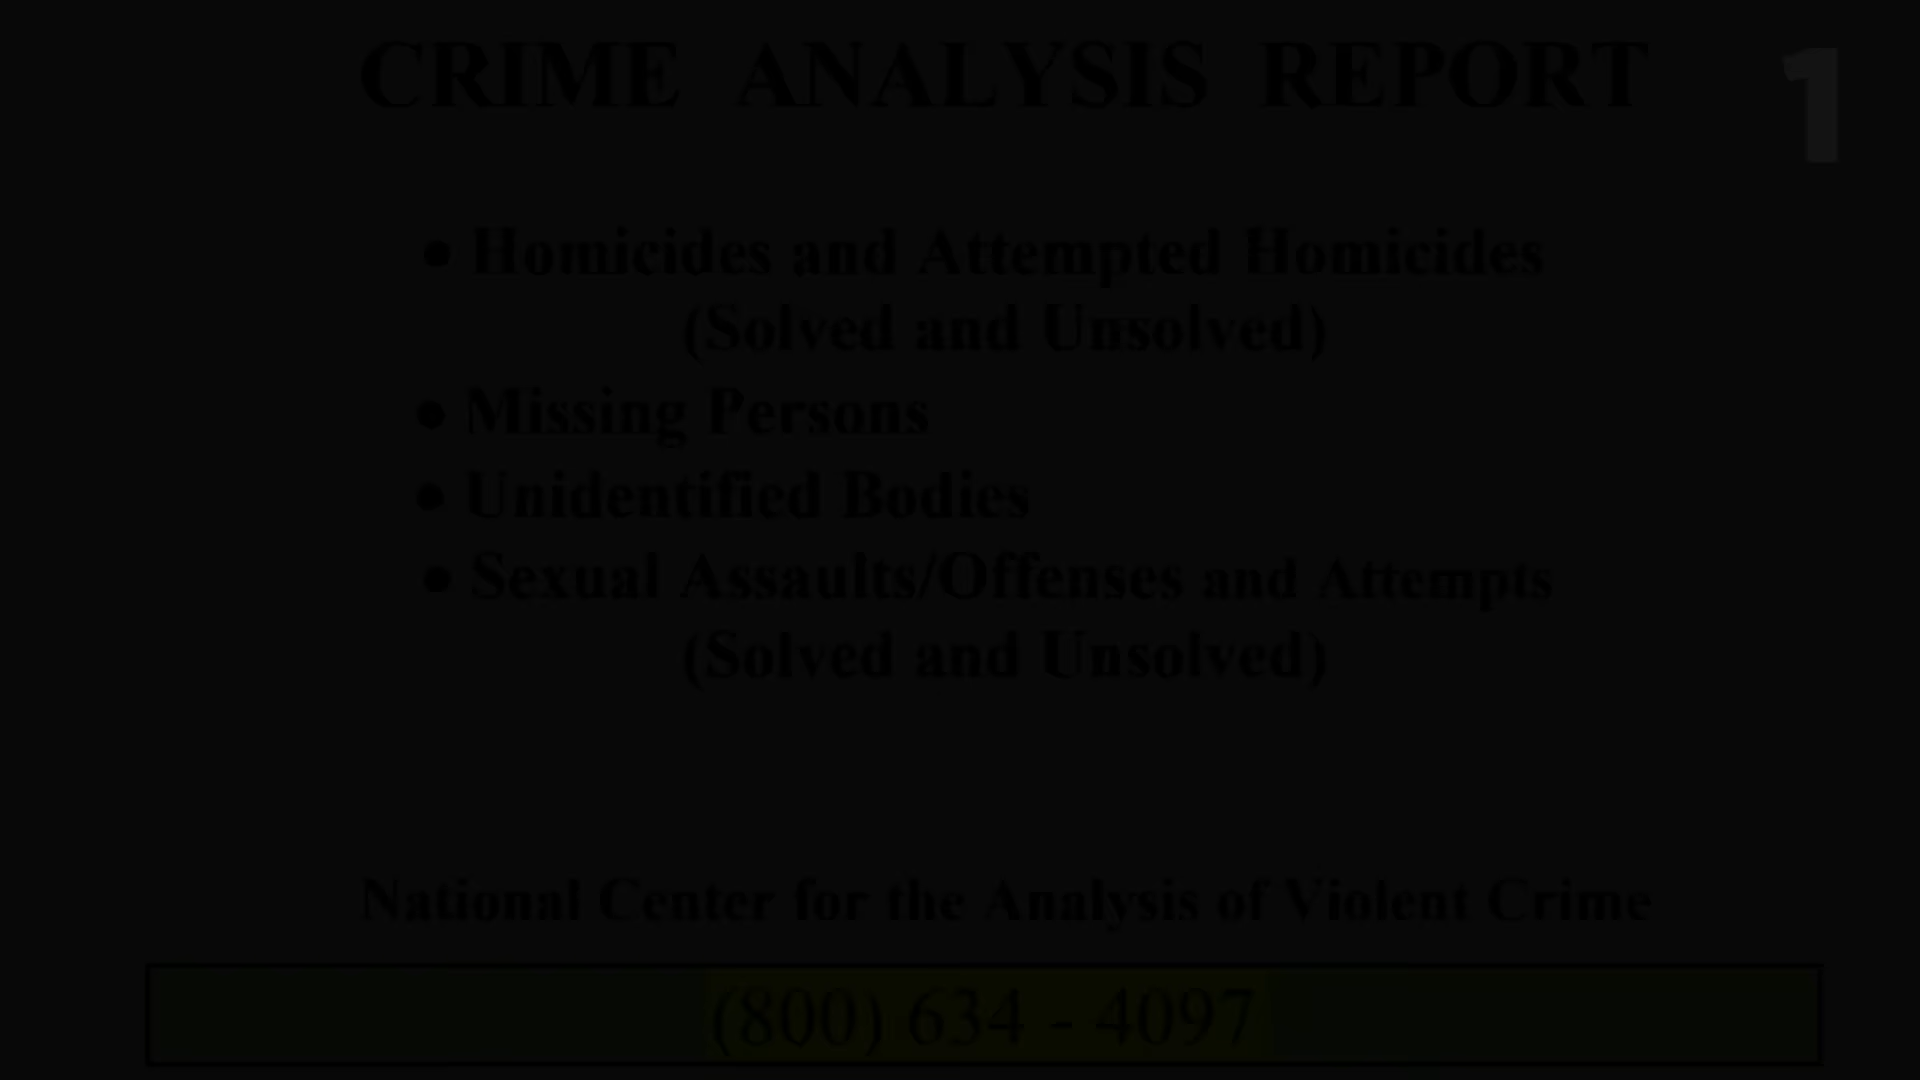 CRIME ANALYSIS REPORT
1
• Homicides and Attempted Homicides
(Solved and Unsolved)
• Missing Persons
• Unidentified Bodies
• Sexual Assaults/Offenses and Attempts
(Solved and Unsolved)
National Center for the Analysis of Violent Crime
(800) 634 - 4097